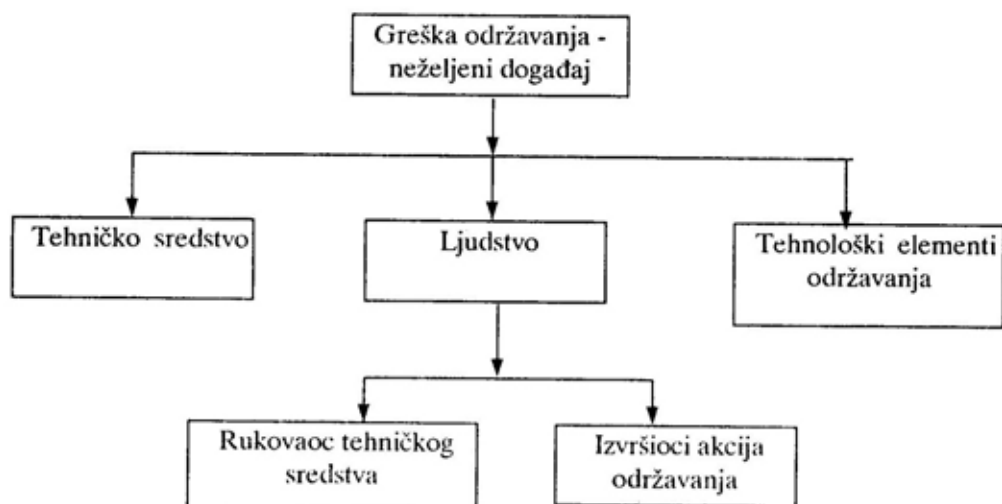 Greška održavanja -
neželjeni događaj
Tehničko sredstvo
Ljudstvo
Tehnološki elementi
održavanja
Rukovaoc tehničkog
sredstva
Izvršioci akcija
održavanja